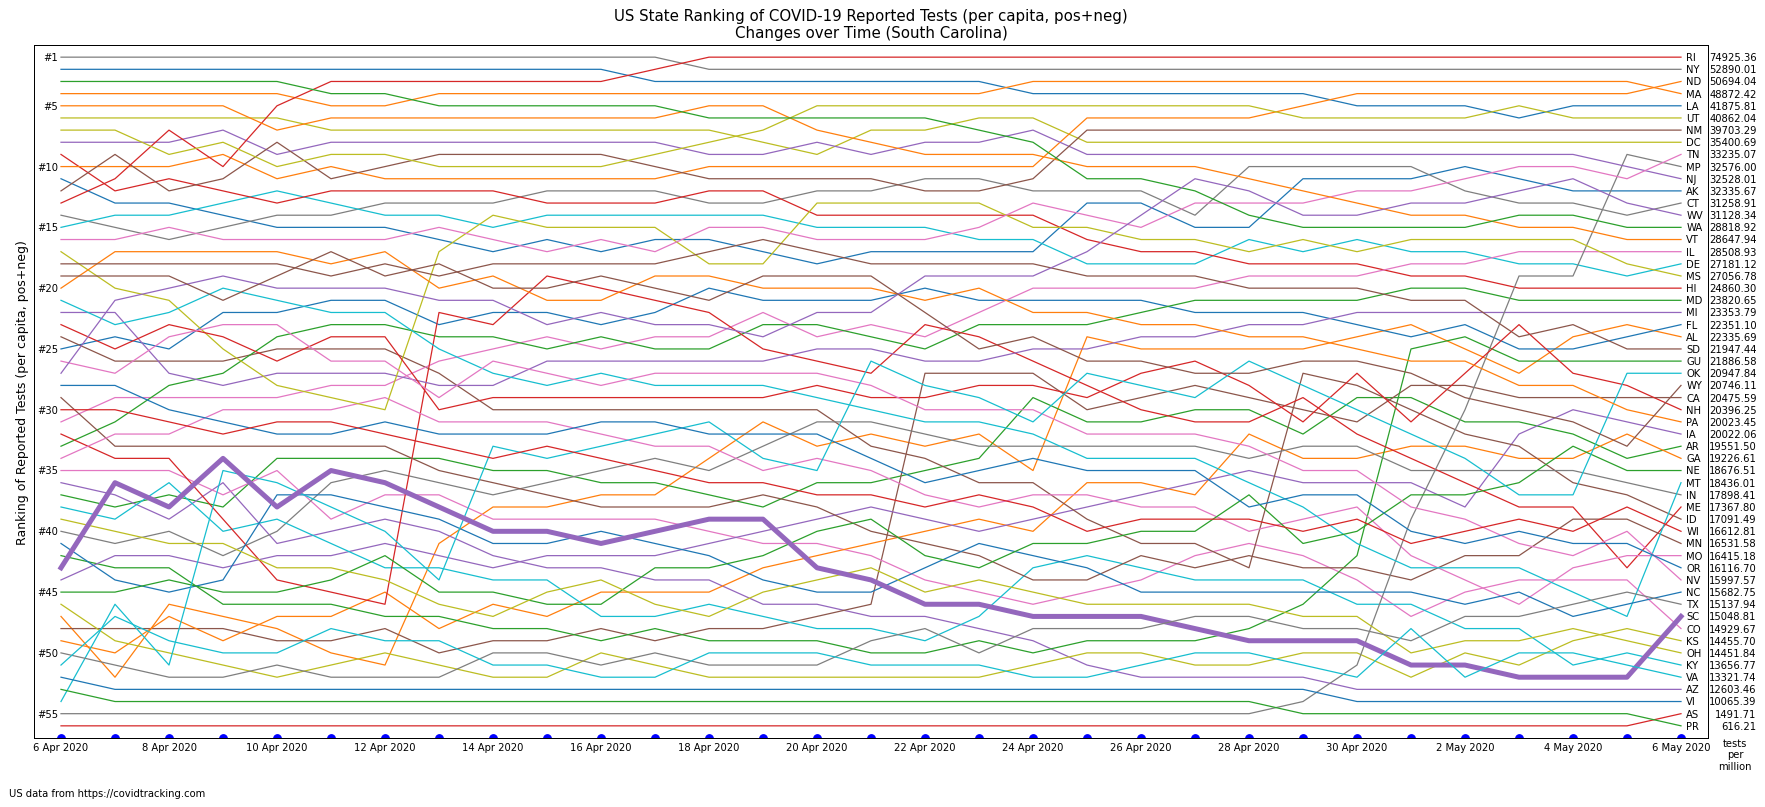 US State Ranking of COVID-19 Reported Tests (per capita, pos+neg)
Changes over Time (South Carolina)
Ranking of Reported Tests (per capita, pos+neg)
#1
#5
#10
#15
#20
#25
#30
#35
#40
#45
#50
#55
RI 74925.36
NY 52890.01
ND 50694.04
MA 48872.42
LA 41875.81
UT 40862.04
NM 39703.29
DC 35400.69
TN 33235.07
MP 32576.00
NJ 32528.01
AK 32335.67
CT 31258.91
WV 31128.34
WA 28818.92
VT 28647.94
IL 28508.93
DE 27181.12
MS 27056.78
HI 24860.30
MD 23820.65
MI 23353.79
FL 22351.10
AL 22335.69
SD 21947.44
GU 21886.58
OK 20947.84
WY 20746.11
CA 20475.59
NH 20396.25
PA 20023.45
IA 20022.06
AR 19551.50
GA 19226.61
NE 18676.51
MT 18436.01
IN 17898.41
ME 17367.80
ID 17091.49
WI 16612.81
MN 16531.58
MO 16415.18
OR 16116.70
NV 15997.57
NC 15682.75
TX 15137.94
SC 15048.81
CO 14929.67
KS 14455.70
OH 14451.84
KY 13656.77
VA 13321.74
AZ 12603.46
VI 10065.39
AS 1491.71
PR 616.21
6 Apr 2020 8 Apr 2020 10 Apr 2020 12 Apr 2020 14 Apr 2020 16 Apr 2020 18 Apr 2020 20 Apr 2020 22 Apr 2020 24 Apr 2020 26 Apr 2020 28 Apr 2020 30 Apr 2020 2 May 2020 4 May 2020 6 May 2020
tests
per
million
US data from https://covidtracking.com